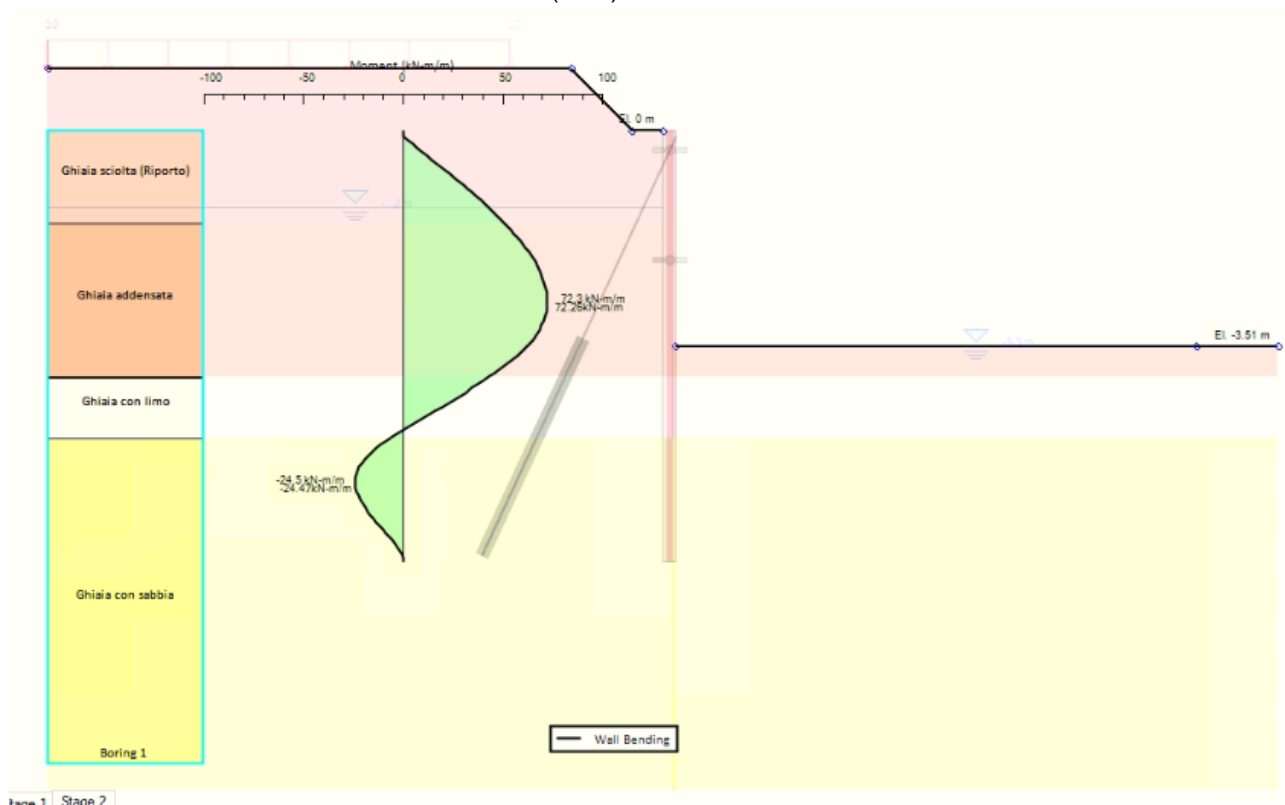 Moment (kN-m/m)
-100 -50 0 50 100
El. 0 m
Ghiaia sciolta (Riporto)
Ghiaia addensata
72.3 kN-m/m
72.26kN-m/m
El. -3.51 m
Ghiaia con limo
-24.5 kN-m/m
-24.47kN-m/m
Ghiaia con sabbia
Wall Bending
Boring 1
Stage 2